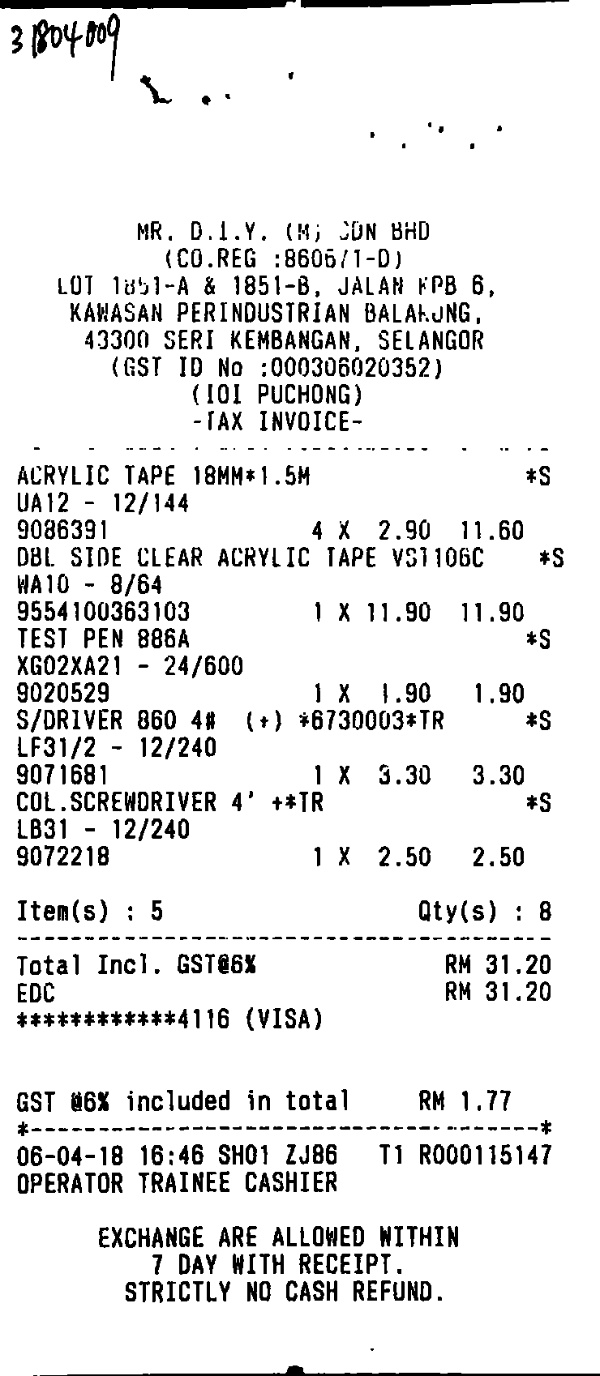 31804009
MR. D.I.Y. (M) SDN BHD
(CO.REG :860671-D)
LOT 1851-A & 1851-B, JALAN KPB 6,
KAWASAN PERINDUSTRIAN BALAKONG,
43300 SERI KEMBANGAN, SELANGOR
(GST ID No :000306020352)
(IOI PUCHONG)
-TAX INVOICE-
ACRYLIC TAPE 18MM*1.5M *S
UA12 - 12/144
9086391 4 X 2.90 11.60
DBL SIDE CLEAR ACRYLIC TAPE VST106C *S
WA10 - 8/64
9554100363103 1 X 11.90 11.90
TEST PEN 886A *S
XG02XA21 - 24/600
9020529 1 X 1.90 1.90
S/DRIVER 860 4# (+) *6730003*TR *S
LF31/2 - 12/240
9071681 1 X 3.30 3.30
COL.SCREWDRIVER 4' +*TR *S
LB31 - 12/240
9072218 1 X 2.50 2.50
Item(s) : 5 Qty(s) : 8
Total Incl. GST@6% RM 31.20
EDC RM 31.20
************4116 (VISA)
GST @6% included in total RM 1.77
*--------------------------------------*
06-04-18 16:46 SH01 ZJ86 T1 R000115147
OPERATOR TRAINEE CASHIER
EXCHANGE ARE ALLOWED WITHIN
7 DAY WITH RECEIPT.
STRICTLY NO CASH REFUND.